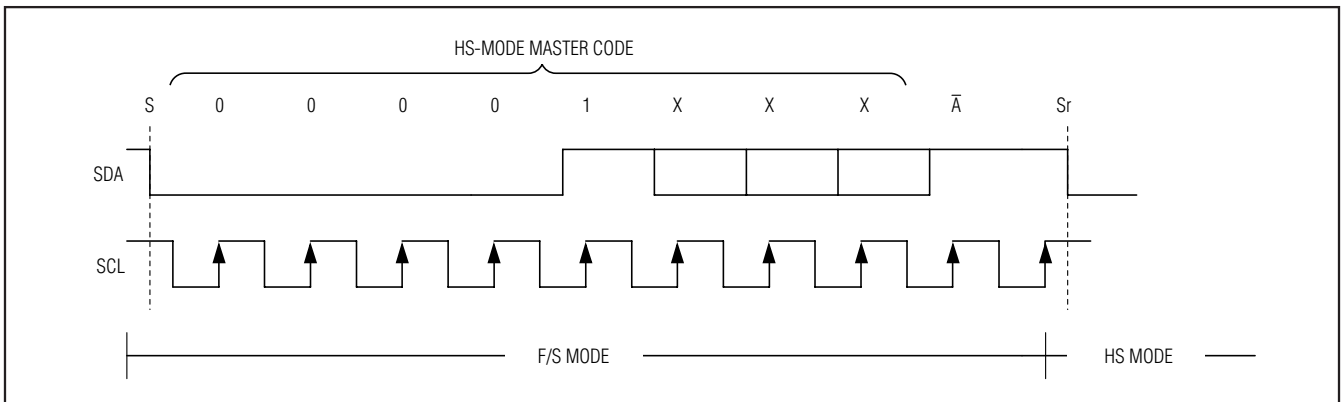 HS-MODE MASTER CODE
S 0 0 0 0 1 X X X A̅ Sr
SDA
SCL
F/S MODE HS MODE